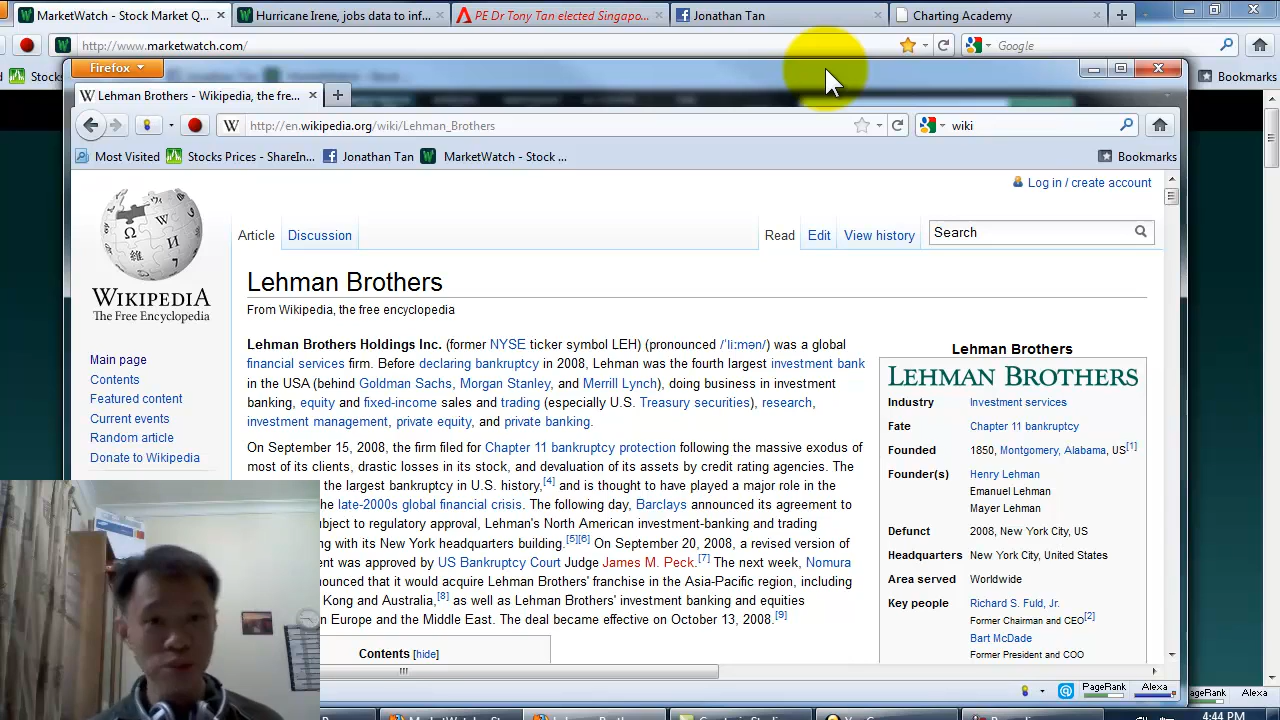 MarketWatch - Stock Market Q...
Hurricane Irene, jobs data to inf...
PE Dr Tony Tan elected Singapo...
Jonathan Tan
Charting Academy
http://www.marketwatch.com/
Google
Stocks
Bookmarks
Firefox
Lehman Brothers - Wikipedia, the fre...
http://en.wikipedia.org/wiki/Lehman_Brothers
wiki
Most Visited
Stocks Prices - ShareIn...
Jonathan Tan
MarketWatch - Stock ...
Bookmarks
Log in / create account
Article
Discussion
Read
Edit
View history
Search
WIKIPEDIA
The Free Encyclopedia
Main page
Contents
Featured content
Current events
Random article
Donate to Wikipedia
Lehman Brothers
From Wikipedia, the free encyclopedia
Lehman Brothers Holdings Inc. (former NYSE ticker symbol LEH) (pronounced /ˈliːmən/) was a global
financial services firm. Before declaring bankruptcy in 2008, Lehman was the fourth largest investment bank
in the USA (behind Goldman Sachs, Morgan Stanley, and Merrill Lynch), doing business in investment
banking, equity and fixed-income sales and trading (especially U.S. Treasury securities), research,
investment management, private equity, and private banking.
On September 15, 2008, the firm filed for Chapter 11 bankruptcy protection following the massive exodus of
most of its clients, drastic losses in its stock, and devaluation of its assets by credit rating agencies. The
the largest bankruptcy in U.S. history,[4] and is thought to have played a major role in the
late-2000s global financial crisis. The following day, Barclays announced its agreement to
bject to regulatory approval, Lehman's North American investment-banking and trading
ng with its New York headquarters building.[5][6] On September 20, 2008, a revised version of
ent was approved by US Bankruptcy Court Judge James M. Peck.[7] The next week, Nomura
nounced that it would acquire Lehman Brothers' franchise in the Asia-Pacific region, including
Kong and Australia,[8] as well as Lehman Brothers' investment banking and equities
n Europe and the Middle East. The deal became effective on October 13, 2008.[9]
Contents [hide]
Lehman Brothers
LEHMAN BROTHERS
Industry Investment services
Fate Chapter 11 bankruptcy
Founded 1850, Montgomery, Alabama, US[1]
Founder(s) Henry Lehman
Emanuel Lehman
Mayer Lehman
Defunct 2008, New York City, US
Headquarters New York City, United States
Area served Worldwide
Key people Richard S. Fuld, Jr.
Former Chairman and CEO[2]
Bart McDade
Former President and COO
PageRank
Alexa
PageRank
Alexa
4:44 PM